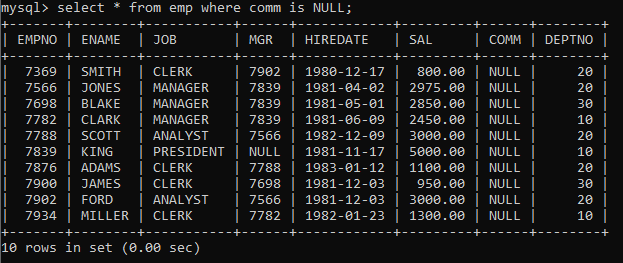 mysql> select * from emp where comm is NULL;
+-------+--------+-----------+------+------------+---------+------+--------+
| EMPNO | ENAME  | JOB       | MGR  | HIREDATE   | SAL     | COMM | DEPTNO |
+-------+--------+-----------+------+------------+---------+------+--------+
|  7369 | SMITH  | CLERK     | 7902 | 1980-12-17 |  800.00 | NULL |     20 |
|  7566 | JONES  | MANAGER   | 7839 | 1981-04-02 | 2975.00 | NULL |     20 |
|  7698 | BLAKE  | MANAGER   | 7839 | 1981-05-01 | 2850.00 | NULL |     30 |
|  7782 | CLARK  | MANAGER   | 7839 | 1981-06-09 | 2450.00 | NULL |     10 |
|  7788 | SCOTT  | ANALYST   | 7566 | 1982-12-09 | 3000.00 | NULL |     20 |
|  7839 | KING   | PRESIDENT | NULL | 1981-11-17 | 5000.00 | NULL |     10 |
|  7876 | ADAMS  | CLERK     | 7788 | 1983-01-12 | 1100.00 | NULL |     20 |
|  7900 | JAMES  | CLERK     | 7698 | 1981-12-03 |  950.00 | NULL |     30 |
|  7902 | FORD   | ANALYST   | 7566 | 1981-12-03 | 3000.00 | NULL |     20 |
|  7934 | MILLER | CLERK     | 7782 | 1982-01-23 | 1300.00 | NULL |     10 |
+-------+--------+-----------+------+------------+---------+------+--------+
10 rows in set (0.00 sec)